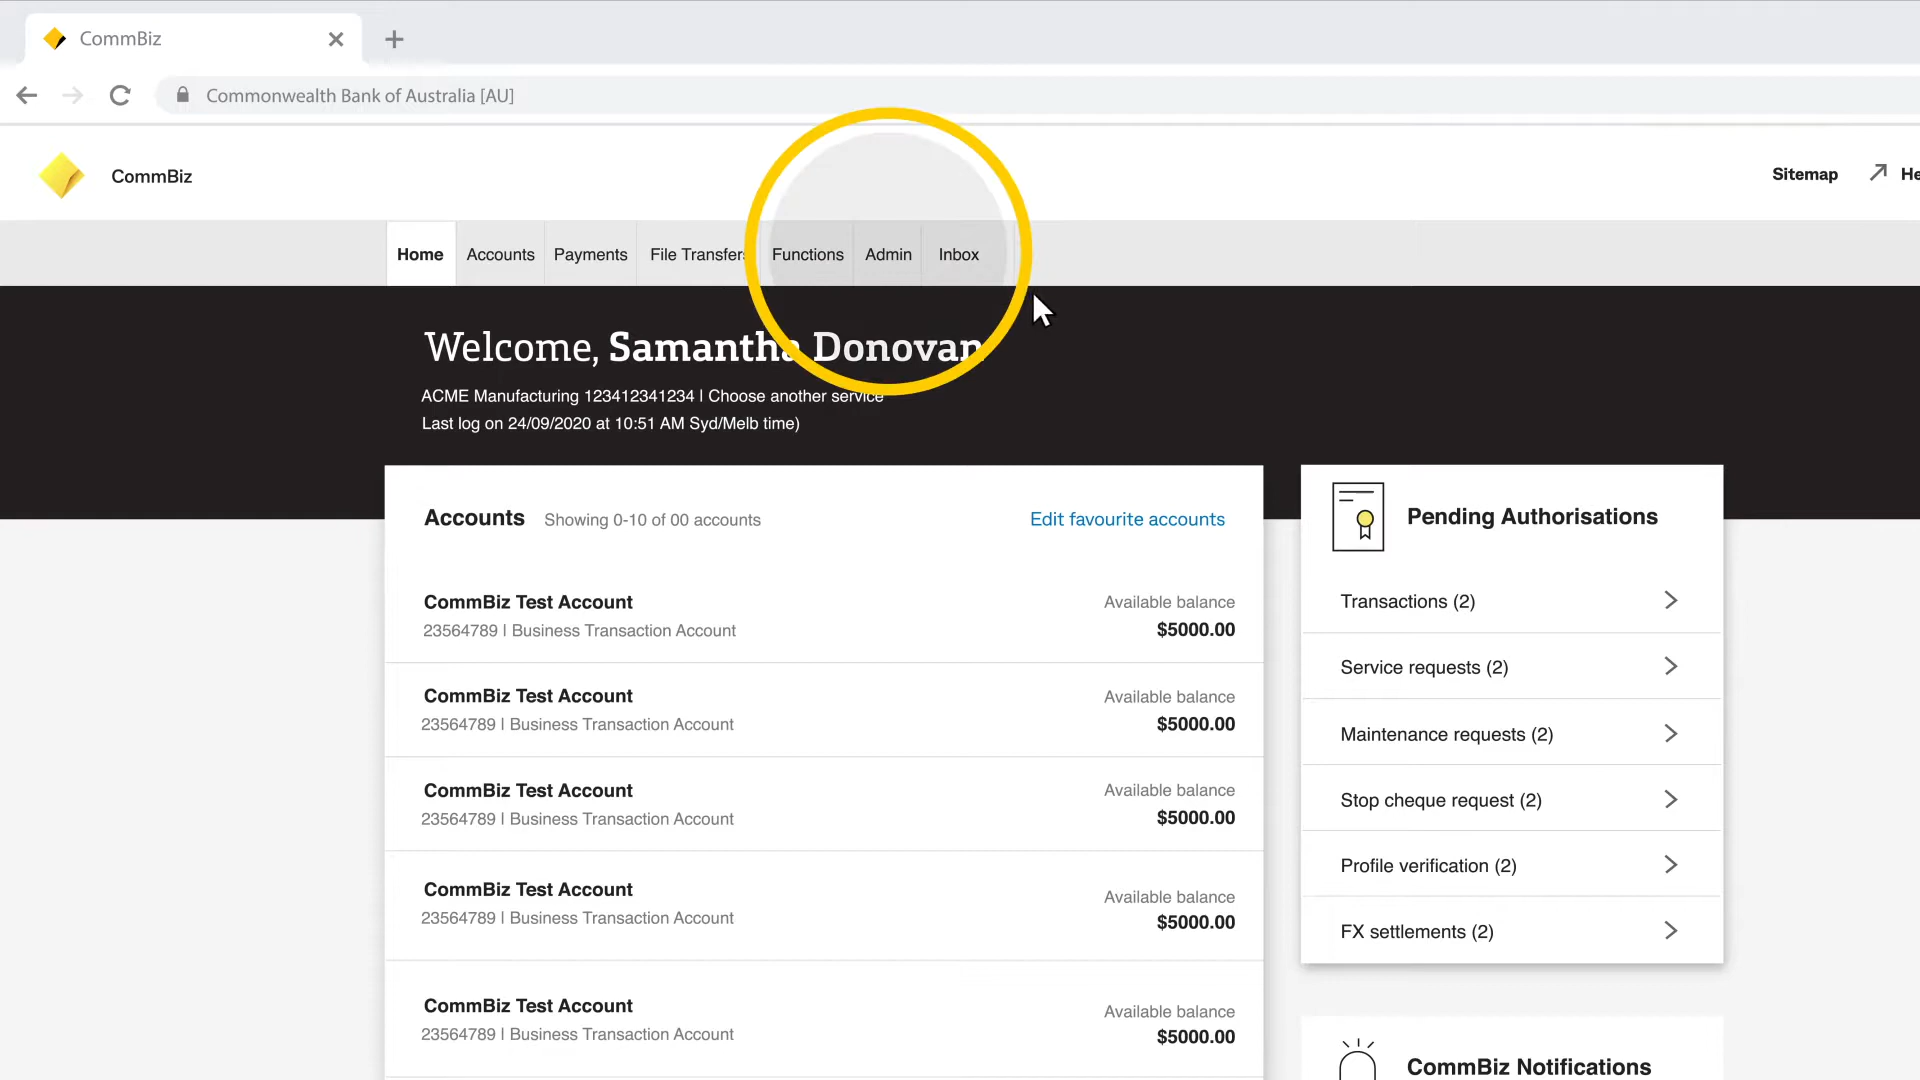 CommBiz
Commonwealth Bank of Australia [AU]
CommBiz
Sitemap
Home
Accounts
Payments
File Transfers
Functions
Admin
Inbox
Welcome, Samantha Donovan
ACME Manufacturing 123412341234 | Choose another service
Last log on 24/09/2020 at 10:51 AM Syd/Melb time)
Accounts Showing 0-10 of 00 accounts
Edit favourite accounts
CommBiz Test Account
23564789 | Business Transaction Account
Available balance
$5000.00
CommBiz Test Account
23564789 | Business Transaction Account
Available balance
$5000.00
CommBiz Test Account
23564789 | Business Transaction Account
Available balance
$5000.00
CommBiz Test Account
23564789 | Business Transaction Account
Available balance
$5000.00
CommBiz Test Account
23564789 | Business Transaction Account
Available balance
$5000.00
Pending Authorisations
Transactions (2)
Service requests (2)
Maintenance requests (2)
Stop cheque request (2)
Profile verification (2)
FX settlements (2)
CommBiz Notifications